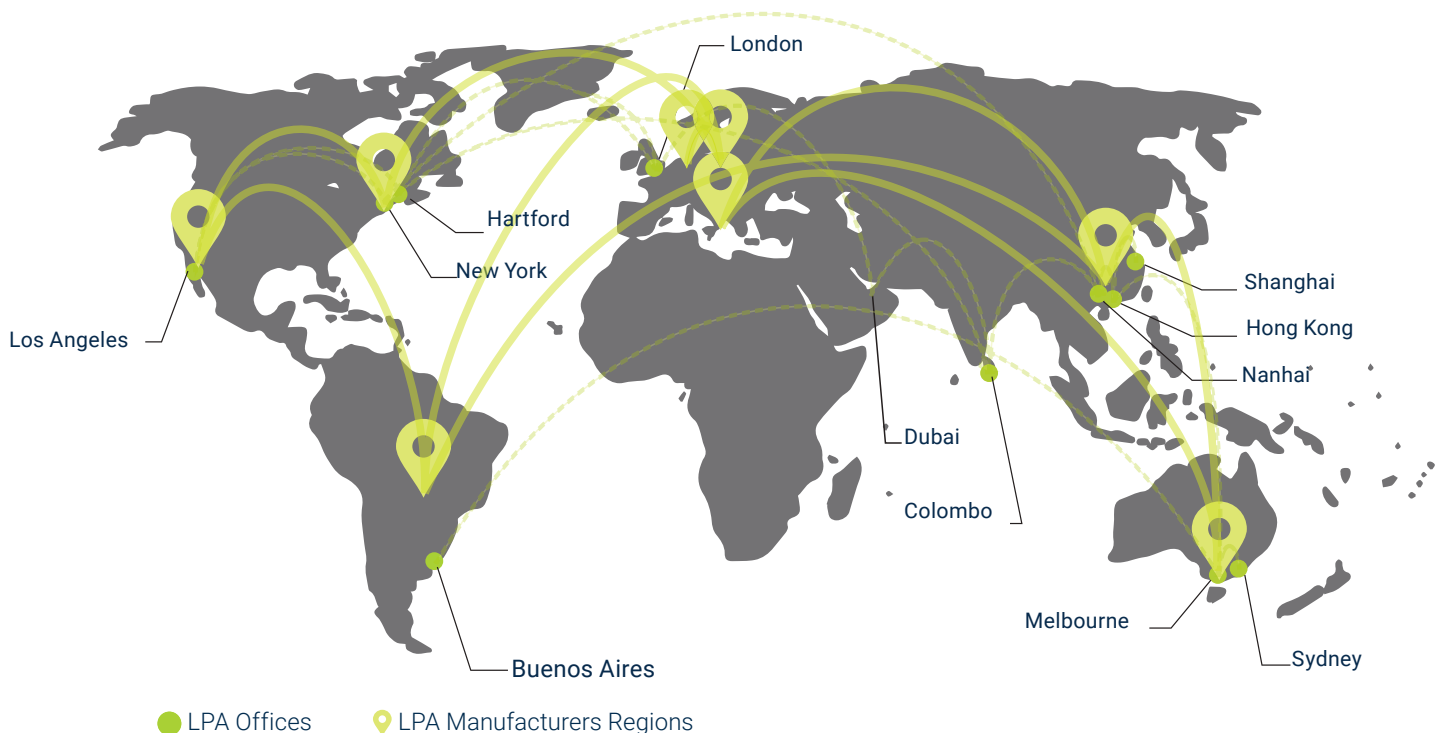 London
Hartford
New York
Shanghai
Los Angeles
Hong Kong
Nanhai
Dubai
Colombo
Melbourne
Sydney
Buenos Aires
LPA Offices
LPA Manufacturers Regions